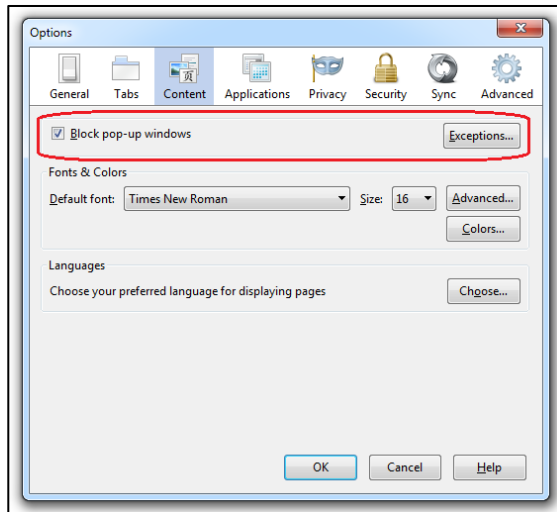 Options
General Tabs Content Applications Privacy Security Sync Advanced
Block pop-up windows Exceptions...
Fonts & Colors
Default font: Times New Roman Size: 16 Advanced...
Colors...
Languages
Choose your preferred language for displaying pages Choose...
OK Cancel Help